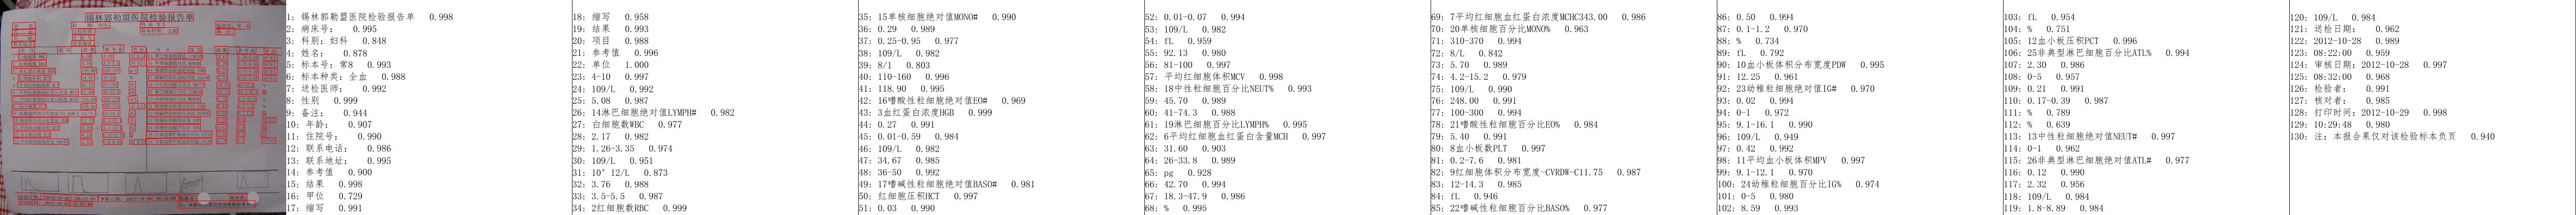 1: 锡林郭勒盟医院检验报告单 0.998
2: 病床号: 0.995
3: 科别: 妇科 0.848
4: 姓名: 0.878
5: 标本号: 常8 0.993
6: 标本种类: 全血 0.988
7: 送检医师: 0.992
8: 性别 0.999
9: 备注: 0.944
10: 年龄: 0.907
11: 住院号: 0.990
12: 联系电话: 0.986
13: 联系地址: 0.995
14: 参考值 0.900
15: 结果 0.998
16: 甲位 0.729
17: 缩写 0.991
18: 缩写 0.958
19: 结果 0.993
20: 项目 0.988
21: 参考值 0.996
22: 单位 1.000
23: 4-10 0.997
24: 109/L 0.992
25: 5.08 0.987
26: 14淋巴细胞绝对值LYMPH# 0.982
27: 白细胞数WBC 0.977
28: 2.17 0.982
29: 1.26-3.35 0.974
30: 109/L 0.951
31: 10°12/L 0.873
32: 3.76 0.988
33: 3.5-5.5 0.987
34: 2红细胞数RBC 0.999
35: 15单核细胞绝对值MONO# 0.990
36: 0.29 0.989
37: 0.25-0.95 0.977
38: 109/L 0.982
39: 8/1 0.803
40: 110-160 0.996
41: 118.90 0.995
42: 16嗜酸性粒细胞绝对值EO# 0.969
43: 3血红蛋白浓度HGB 0.999
44: 0.27 0.991
45: 0.01-0.59 0.984
46: 109/L 0.982
47: 34.67 0.985
48: 36-50 0.992
49: 17嗜碱性粒细胞绝对值BASO# 0.981
50: 红细胞压积HCT 0.997
51: 0.03 0.990
52: 0.01-0.07 0.994
53: 109/L 0.982
54: fL 0.959
55: 92.13 0.980
56: 81-100 0.997
57: 平均红细胞体积MCV 0.998
58: 18中性粒细胞百分比NEUT% 0.993
59: 45.70 0.989
60: 41-74.3 0.988
61: 19淋巴细胞百分比LYMPH% 0.995
62: 6平均红细胞血红蛋白含量MCH 0.997
63: 31.60 0.903
64: 26-33.8 0.989
65: pg 0.928
66: 42.70 0.994
67: 18.3-47.9 0.986
68: % 0.995
69: 7平均红细胞血红蛋白浓度MCHC343.00 0.986
70: 20单核细胞百分比MONO% 0.963
71: 310-370 0.994
72: 8/L 0.842
73: 5.70 0.989
74: 4.2-15.2 0.979
75: 109/L 0.990
76: 248.00 0.991
77: 100-300 0.994
78: 21嗜酸性粒细胞百分比EO% 0.984
79: 5.40 0.991
80: 8血小板数PLT 0.997
81: 0.2-7.6 0.981
82: 9红细胞体积分布宽度-CVRDW-C11.75 0.987
83: 12-14.3 0.985
84: fL 0.946
85: 22嗜碱性粒细胞百分比BASO% 0.977
86: 0.50 0.994
87: 0.1-1.2 0.970
88: % 0.734
89: fL 0.792
90: 10血小板体积分布宽度PDW 0.995
91: 12.25 0.961
92: 23幼稚粒细胞绝对值IG# 0.970
93: 0.02 0.994
94: 0-1 0.972
95: 9.1-16.1 0.990
96: 109/L 0.949
97: 0.42 0.992
98: 11平均血小板体积MPV 0.997
99: 9.1-12.1 0.970
100: 24幼稚粒细胞百分比IG% 0.974
101: 0-5 0.980
102: 8.59 0.993
103: fL 0.954
104: % 0.751
105: 12血小板压积PCT 0.996
106: 25非典型淋巴细胞百分比ATL% 0.994
107: 2.30 0.986
108: 0-5 0.957
109: 0.21 0.991
110: 0.17-0.39 0.987
111: % 0.789
112: % 0.639
113: 13中性粒细胞绝对值NEUT# 0.997
114: 0-1 0.962
115: 26非典型淋巴细胞绝对值ATL# 0.977
116: 0.12 0.990
117: 2.32 0.956
118: 109/L 0.984
119: 1.8-8.89 0.984
120: 109/L 0.984
121: 送检日期: 0.962
122: 2012-10-28 0.989
123: 08:22:00 0.959
124: 审核日期: 2012-10-28 0.997
125: 08:32:00 0.968
126: 检验者: 0.991
127: 核对者: 0.985
128: 打印时间: 2012-10-29 0.998
129: 10:29:48 0.980
130: 注: 本报合果仅对该检验标本负页 0.940